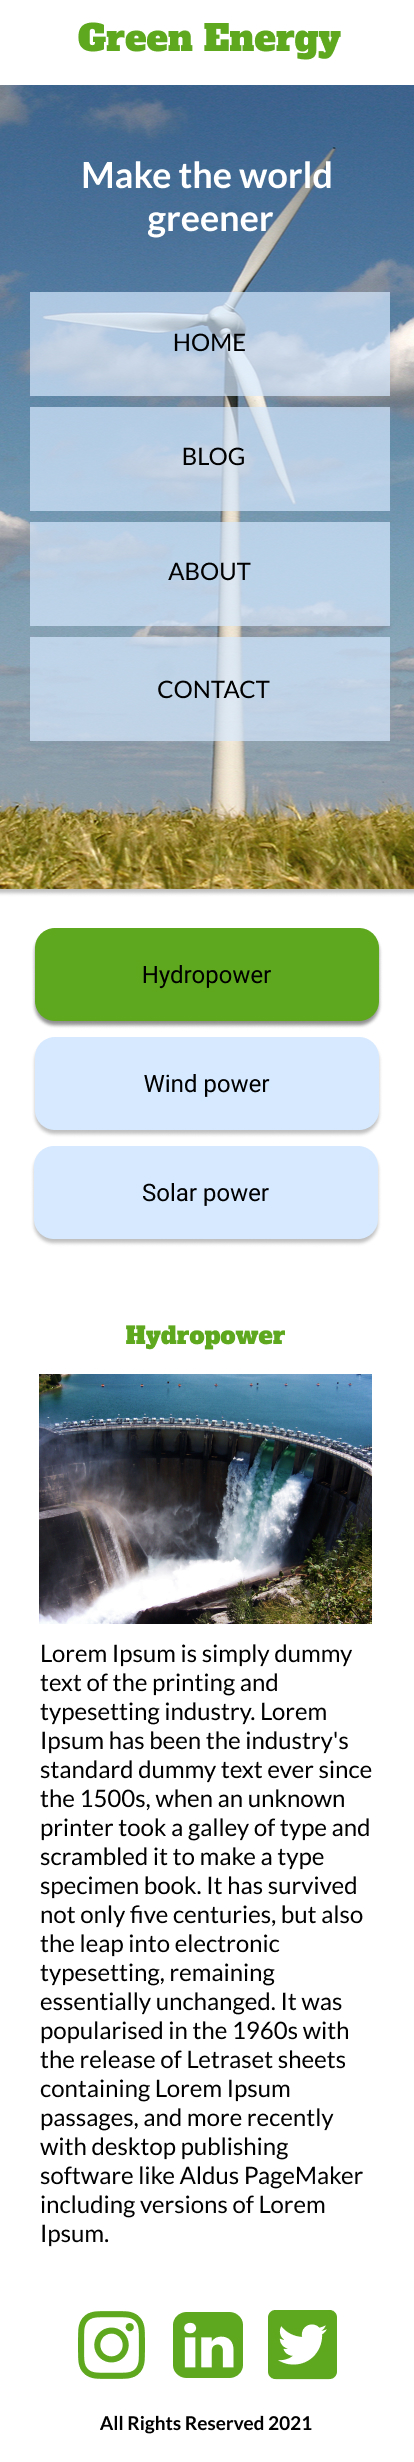 Green Energy
Make the world
greener
HOME
BLOG
ABOUT
CONTACT
Hydropower
Wind power
Solar power
Hydropower
Lorem Ipsum is simply dummy
text of the printing and
typesetting industry. Lorem
Ipsum has been the industry's
standard dummy text ever since
the 1500s, when an unknown
printer took a galley of type and
scrambled it to make a type
specimen book. It has survived
not only five centuries, but also
the leap into electronic
typesetting, remaining
essentially unchanged. It was
popularised in the 1960s with
the release of Letraset sheets
containing Lorem Ipsum
passages, and more recently
with desktop publishing
software like Aldus PageMaker
including versions of Lorem
Ipsum.
in
All Rights Reserved 2021